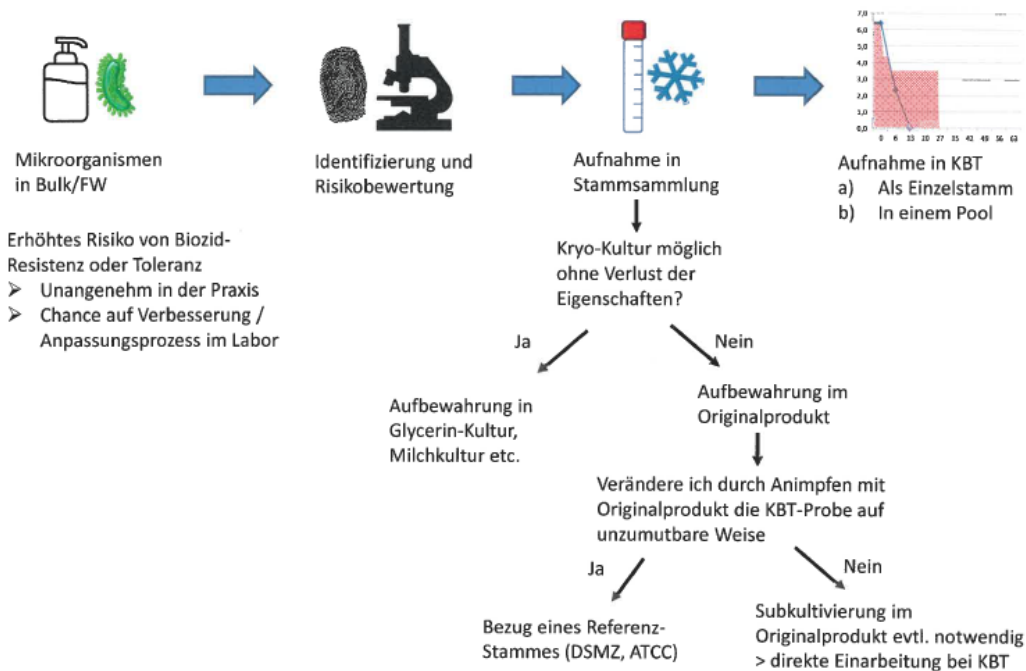 Mikroorganismen
in Bulk/FW
Erhöhtes Risiko von Biozid-
Resistenz oder Toleranz
➢ Unangenehm in der Praxis
➢ Chance auf Verbesserung /
Anpassungsprozess im Labor
Identifizierung und
Risikobewertung
Aufnahme in
Stammsammlung
7,0
6,0
5,0
4,0
3,0
2,0
1,0
0,0
0 6 13 20 27 35 42 49 56 63
Aufnahme in KBT
a) Als Einzelstamm
b) In einem Pool
Kryo-Kultur möglich
ohne Verlust der
Eigenschaften?
Ja
Nein
Aufbewahrung in
Glycerin-Kultur,
Milchkultur etc.
Aufbewahrung im
Originalprodukt
Verändere ich durch Animpfen mit
Originalprodukt die KBT-Probe auf
unzumutbare Weise
Ja
Nein
Bezug eines Referenz-
Stammes (DSMZ, ATCC)
Subkultivierung im
Originalprodukt evtl. notwendig
> direkte Einarbeitung bei KBT